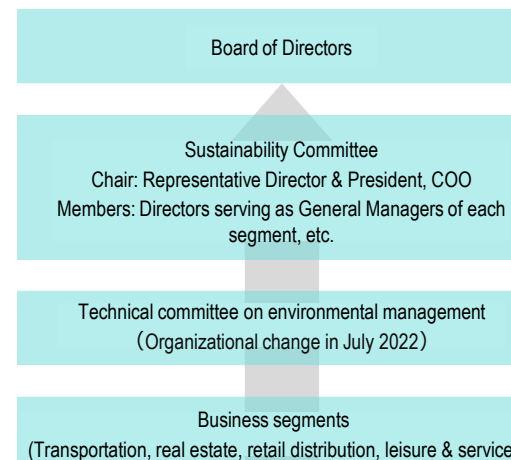 Board of Directors
Sustainability Committee
Chair: Representative Director & President, COO
Members: Directors serving as General Managers of each
segment, etc.
Technical committee on environmental management
（Organizational change in July 2022）
Business segments
(Transportation, real estate, retail distribution, leisure & service